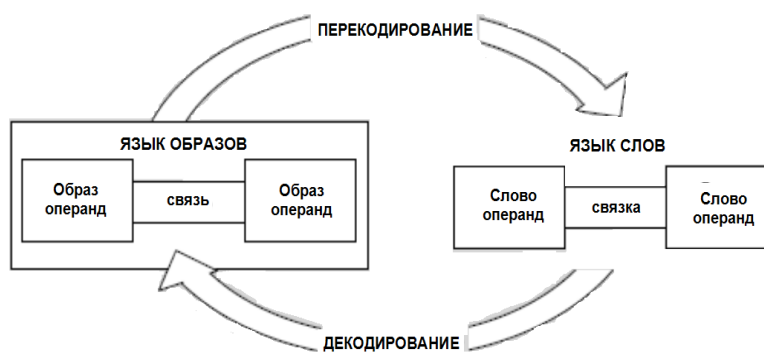 ПЕРЕКОДИРОВАНИЕ
ЯЗЫК ОБРАЗОВ
Образ
операнд
связь
Образ
операнд
ЯЗЫК СЛОВ
Слово
операнд
связка
Слово
операнд
ДЕКОДИРОВАНИЕ